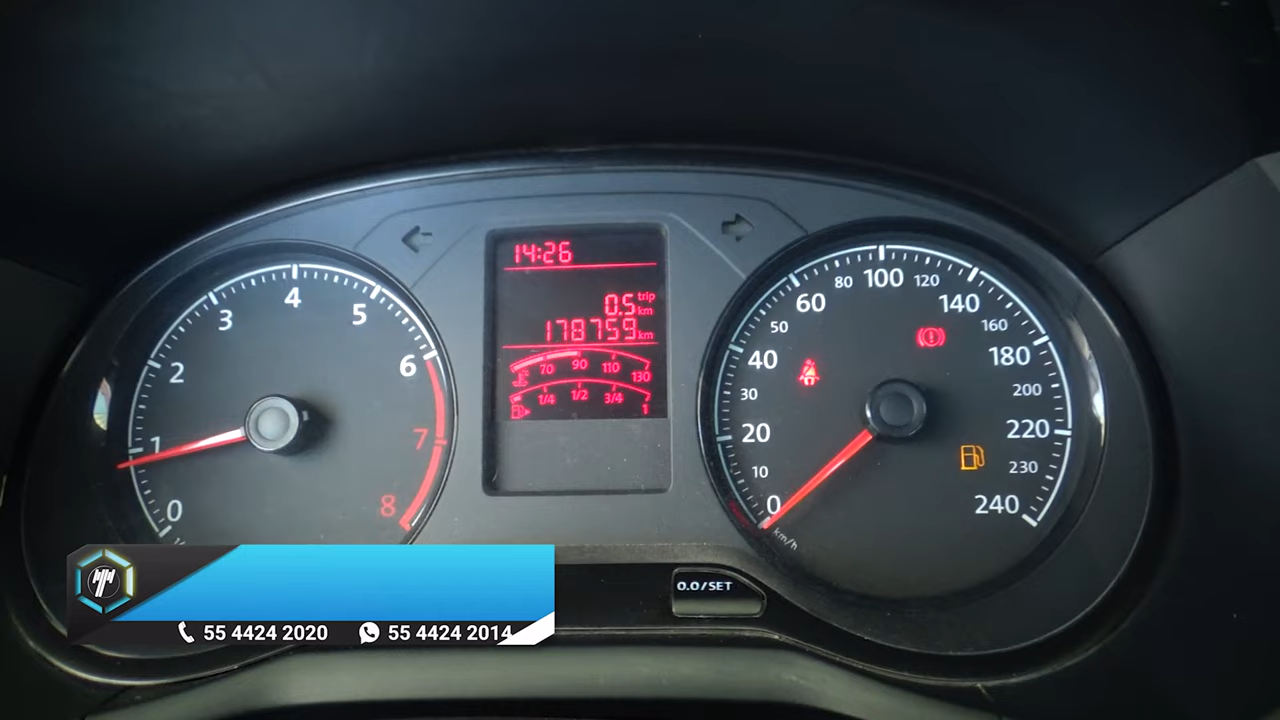 14:26
0.5 trip km
178759 km
70 90 110 130
1/4 1/2 3/4 1
0 1 2 3 4 5 6 7 8
0 10 20 30 40 50 60 80 100 120 140 160 180 200 220 230 240
km/h
0.0/SET
55 4424 2020 55 4424 2014